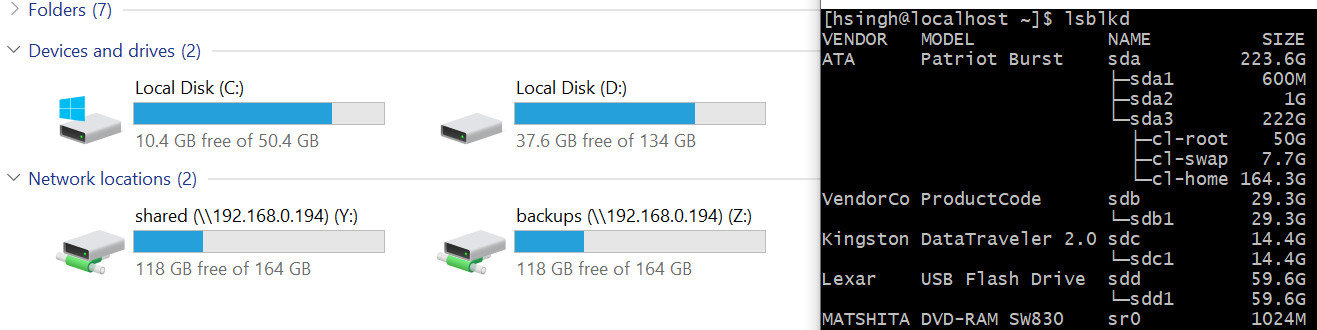 Folders (7)
Devices and drives (2)
Local Disk (C:)
10.4 GB free of 50.4 GB
Local Disk (D:)
37.6 GB free of 134 GB
Network locations (2)
shared (\\192.168.0.194) (Y:)
118 GB free of 164 GB
backups (\\192.168.0.194) (Z:)
118 GB free of 164 GB
[hsingh@localhost ~]$ lsblkd
VENDOR   MODEL            NAME          SIZE
ATA      Patriot Burst    sda         223.6G
                          ├─sda1        600M
                          ├─sda2          1G
                          └─sda3        222G
                            ├─cl-root    50G
                            ├─cl-swap   7.7G
                            └─cl-home 164.3G
VendorCo ProductCode      sdb          29.3G
                          └─sdb1       29.3G
Kingston DataTraveler 2.0 sdc          14.4G
                          └─sdc1       14.4G
Lexar    USB Flash Drive  sdd          59.6G
                          └─sdd1       59.6G
MATSHITA DVD-RAM SW830    sr0          1024M